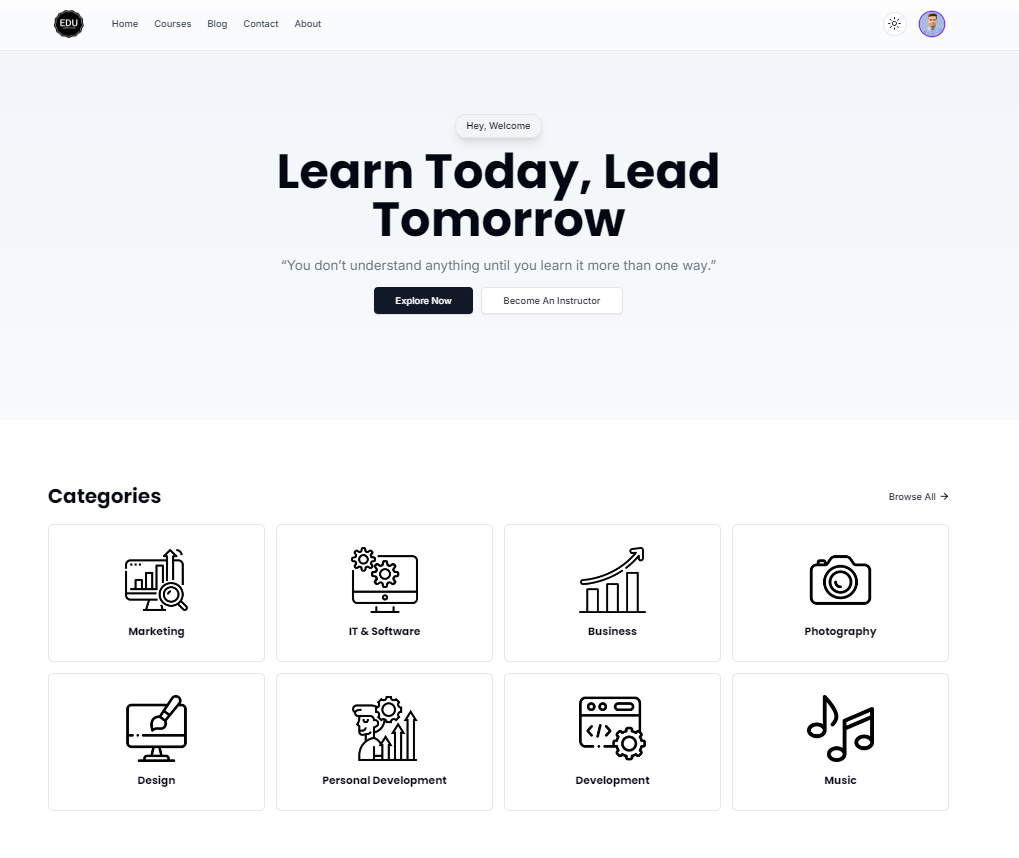 EDU
Home
Courses
Blog
Contact
About
Hey, Welcome
Learn Today, Lead
Tomorrow
“You don’t understand anything until you learn it more than one way.”
Explore Now
Become An Instructor
Categories
Browse All →
Marketing
IT & Software
Business
Photography
Design
Personal Development
Development
Music